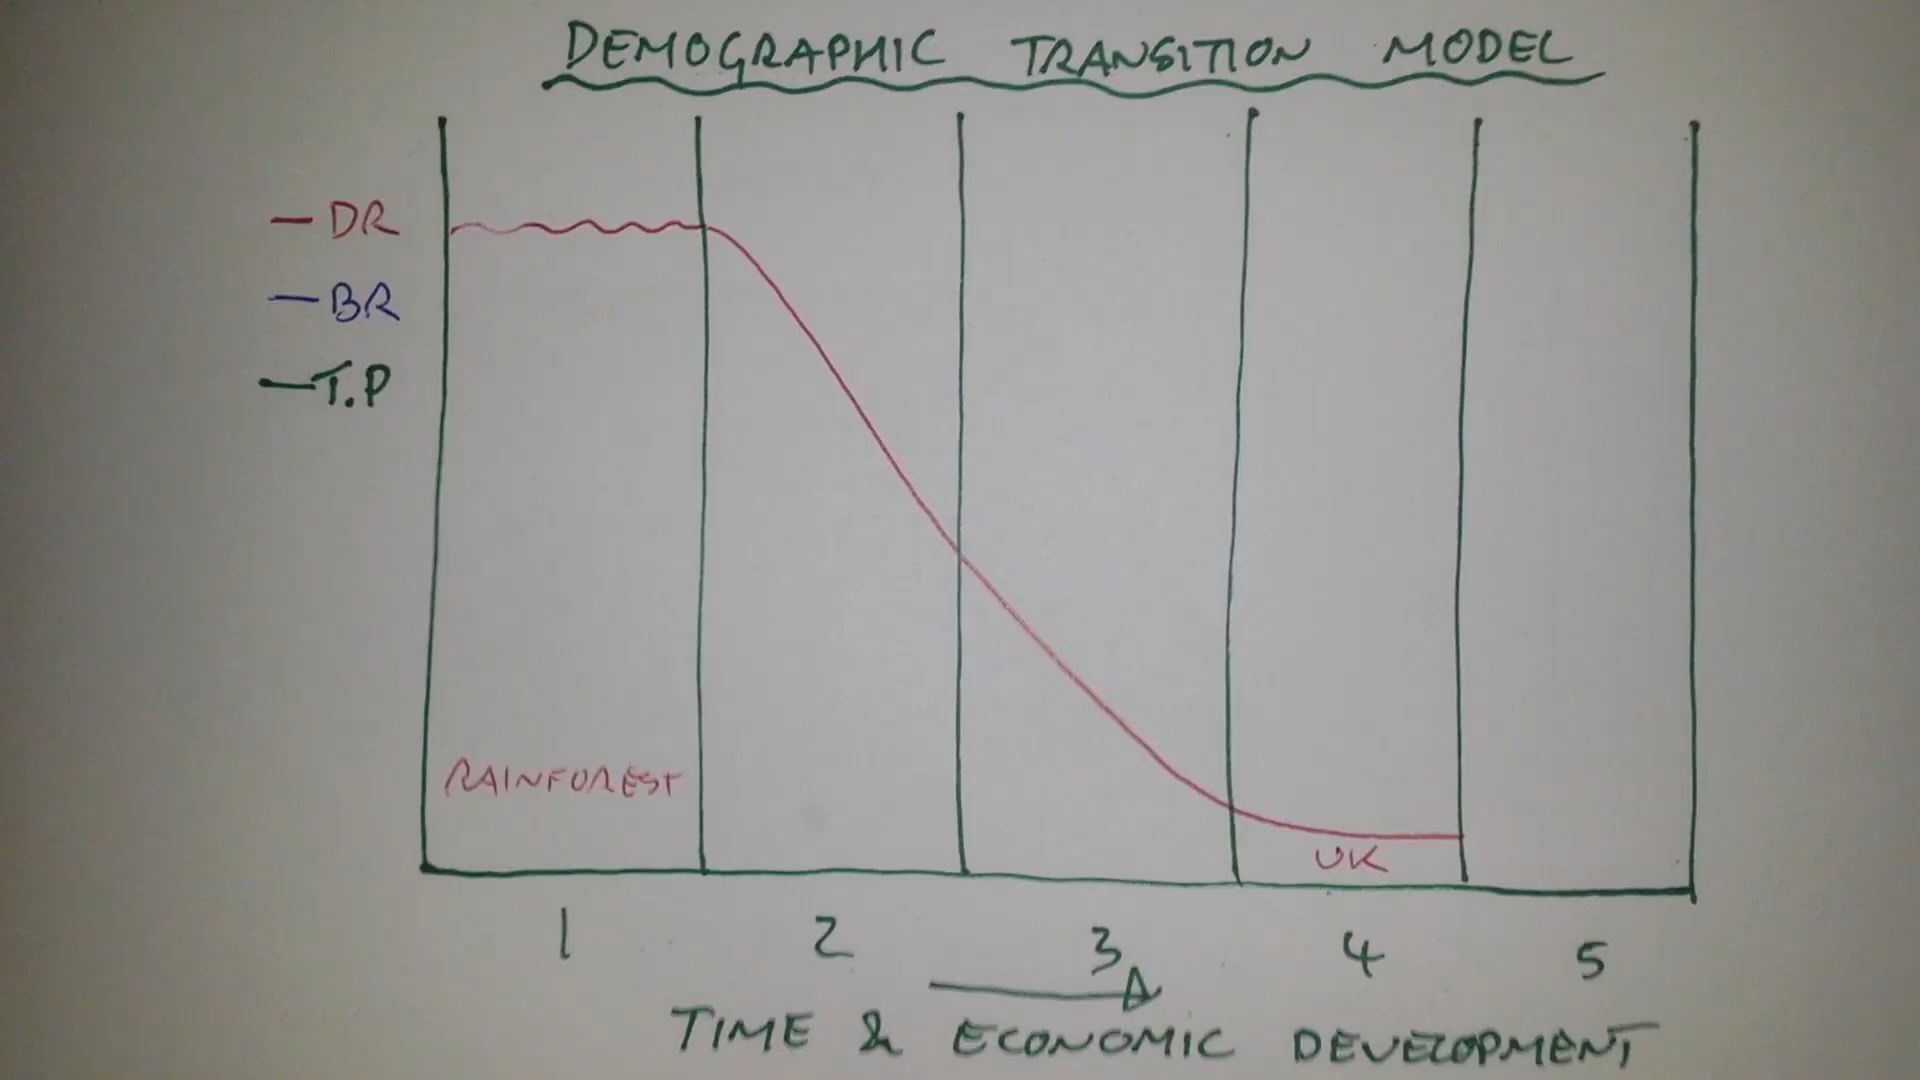 DEMOGRAPHIC TRANSITION MODEL
DR
BR
T.P
RAINFOREST
UK
1 2 3 4 5
TIME & ECONOMIC DEVELOPMENT